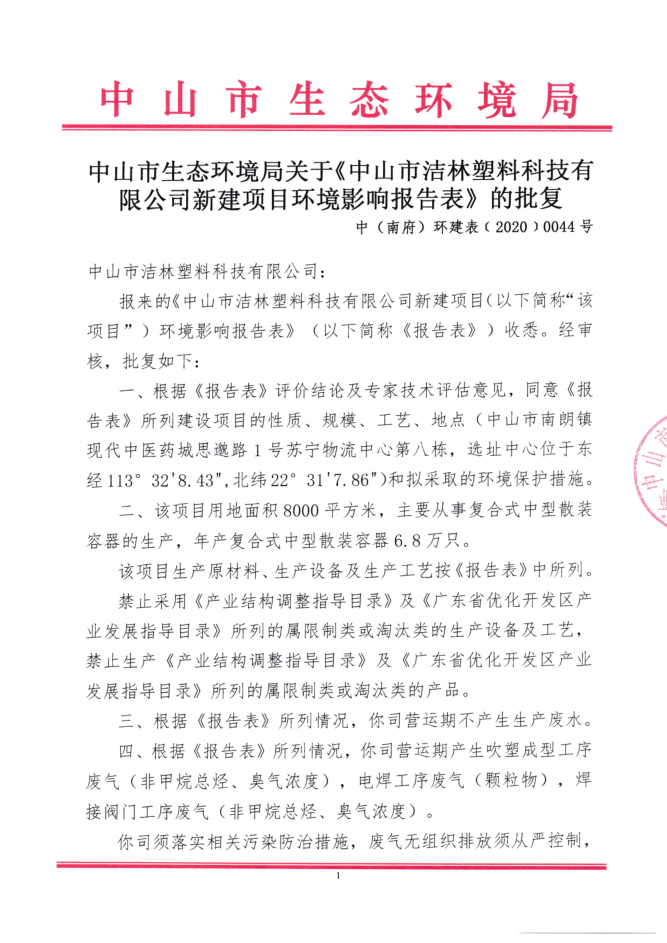 中山市生态环境局
中山市生态环境局关于《中山市洁林塑料科技有
限公司新建项目环境影响报告表》的批复
中（南府）环建表﹝2020﹞0044号
中山市洁林塑料科技有限公司：
报来的《中山市洁林塑料科技有限公司新建项目(以下简称“该
项目”）环境影响报告表》（以下简称《报告表》）收悉。经审
核，批复如下：
一、根据《报告表》评价结论及专家技术评估意见，同意《报
告表》所列建设项目的性质、规模、工艺、地点（中山市南朗镇
现代中医药城思邈路1号苏宁物流中心第八栋，选址中心位于东
经113°32'8.43",北纬22°31'7.86")和拟采取的环境保护措施。
二、该项目用地面积8000平方米，主要从事复合式中型散装
容器的生产，年产复合式中型散装容器6.8万只。
该项目生产原材料、生产设备及生产工艺按《报告表》中所列。
禁止采用《产业结构调整指导目录》及《广东省优化开发区产
业发展指导目录》所列的属限制类或淘汰类的生产设备及工艺，
禁止生产《产业结构调整指导目录》及《广东省优化开发区产业
发展指导目录》所列的属限制类或淘汰类的产品。
三、根据《报告表》所列情况，你司营运期不产生生产废水。
四、根据《报告表》所列情况，你司营运期产生吹塑成型工序
废气（非甲烷总烃、臭气浓度），电焊工序废气（颗粒物），焊
接阀门工序废气（非甲烷总烃、臭气浓度）。
你司须落实相关污染防治措施，废气无组织排放须从严控制，
1
中山市